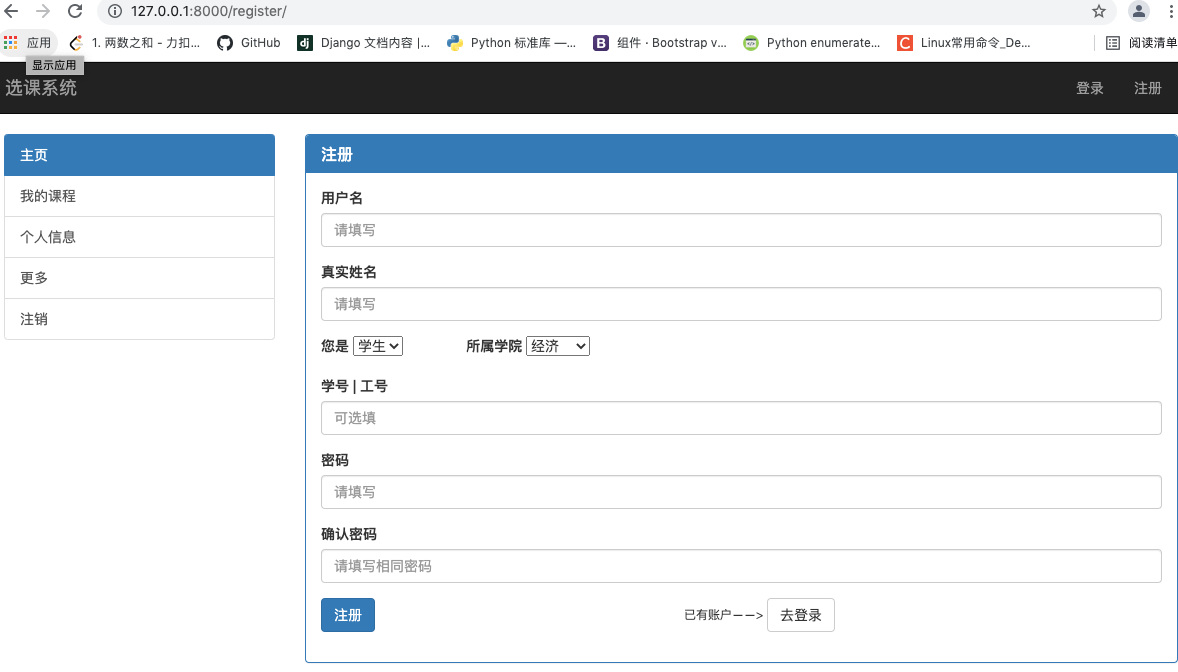 127.0.0.1:8000/register/
应用 1. 两数之和 - 力扣... GitHub Django 文档内容 |... Python 标准库 —... 组件 · Bootstrap v... Python enumerate... Linux常用命令_De... 阅读清单
显示应用
选课系统 登录 注册
主页
我的课程
个人信息
更多
注销
注册
用户名
请填写
真实姓名
请填写
您是 学生 所属学院 经济
学号 | 工号
可选填
密码
请填写
确认密码
请填写相同密码
注册 已有账户——> 去登录